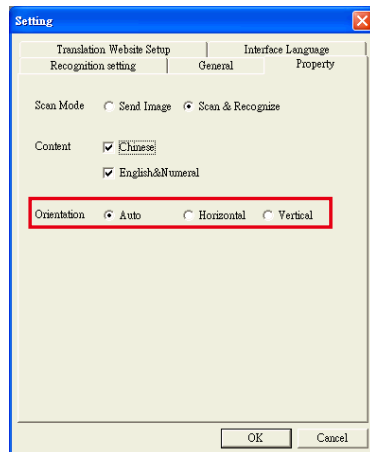 Setting
Translation Website Setup Interface Language
Recognition setting General Property
Scan Mode Send Image Scan & Recognize
Content Chinese
English&Numeral
Orientation Auto Horizontal Vertical
OK Cancel